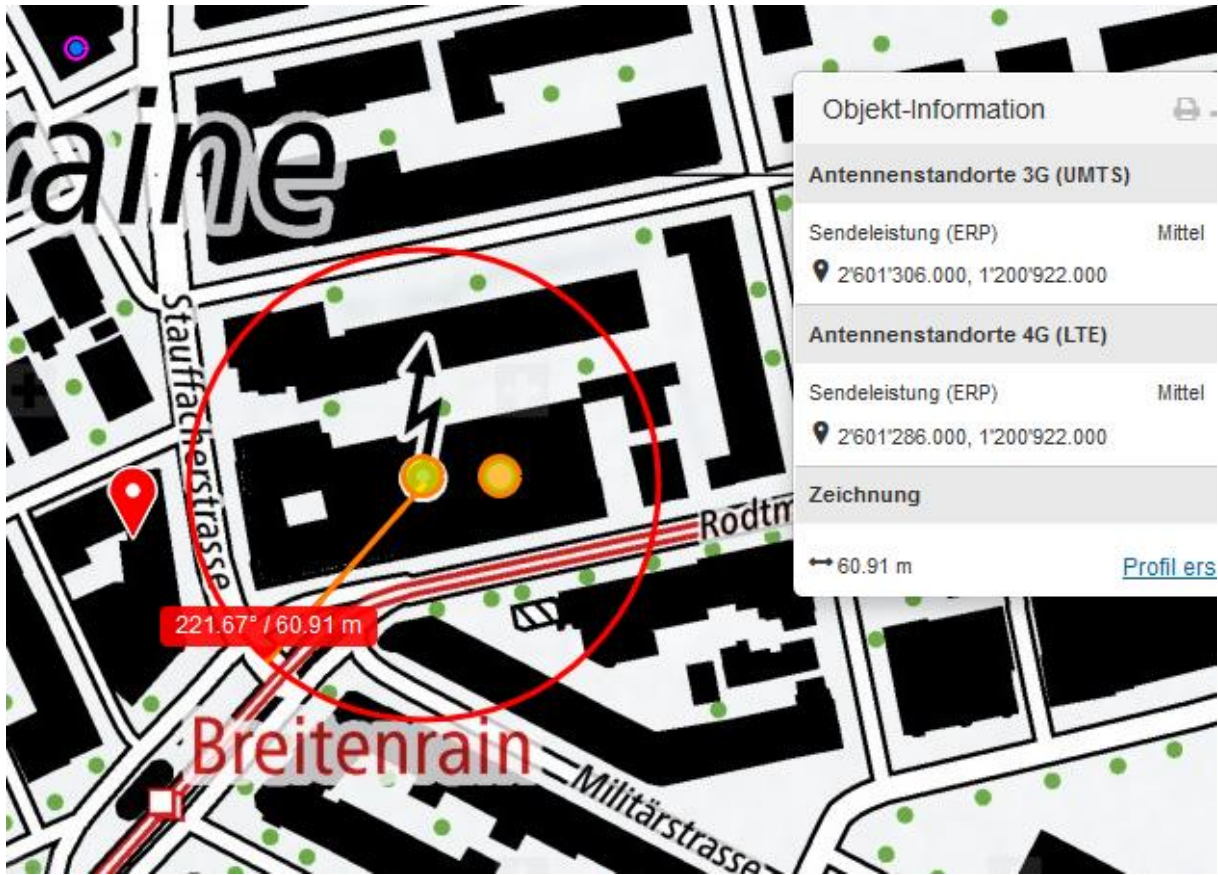 raine
Stauffacherstrasse
Rodtm
221.67° / 60.91 m
Breitenrain
Militärstrasse
Objekt-Information
Antennenstandorte 3G (UMTS)
Sendeleistung (ERP) Mittel
2'601'306.000, 1'200'922.000
Antennenstandorte 4G (LTE)
Sendeleistung (ERP) Mittel
2'601'286.000, 1'200'922.000
Zeichnung
60.91 m Profil ers